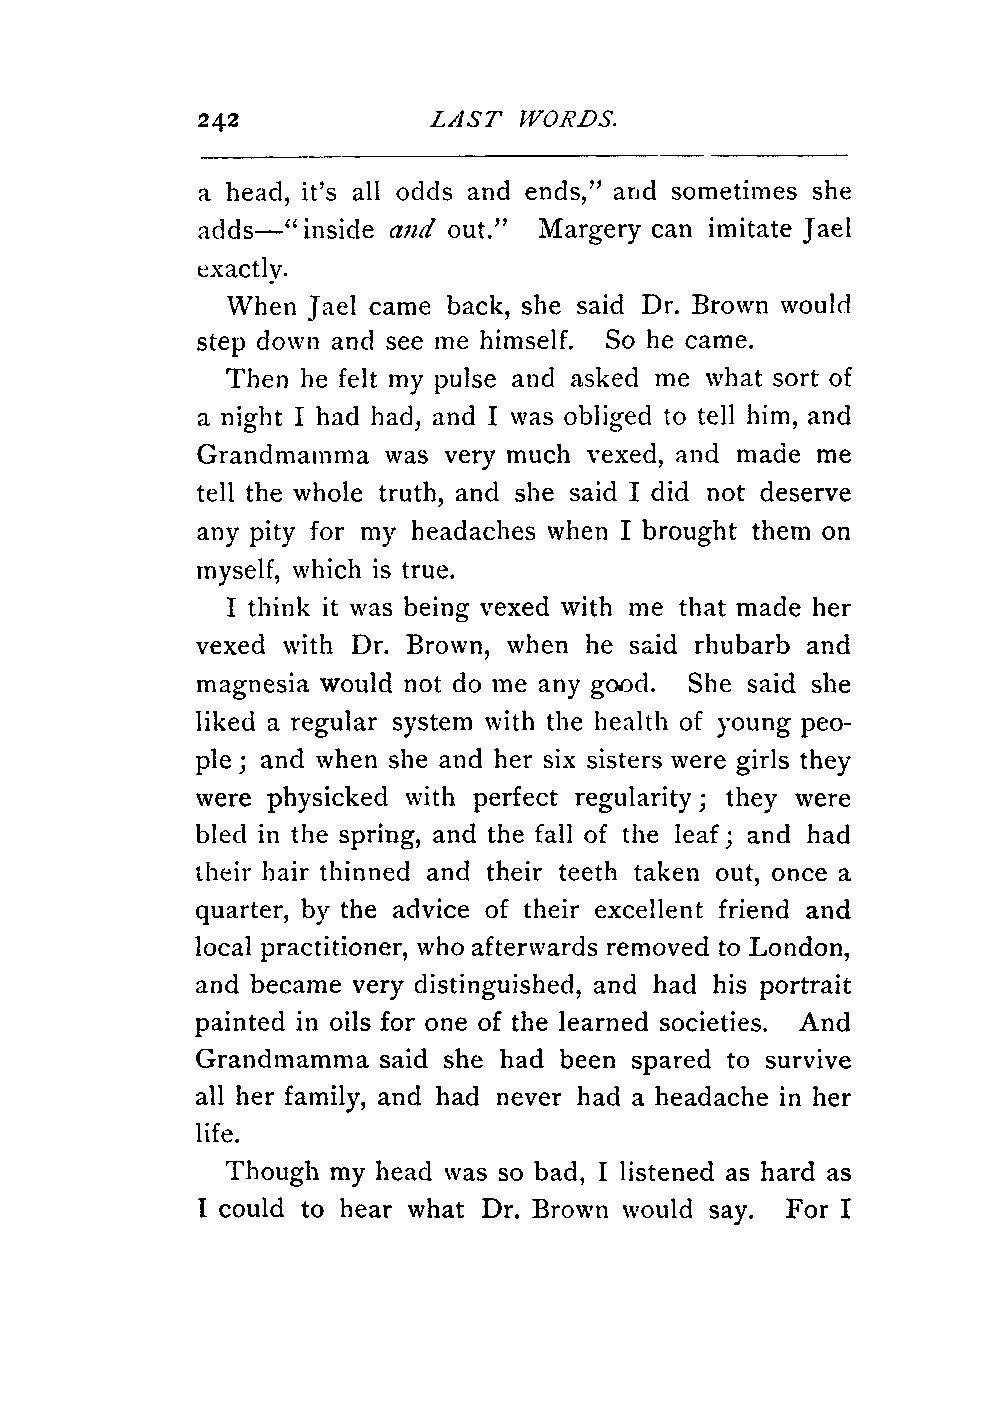 242 LAST WORDS.
a head, it's all odds and ends,” and sometimes she
adds—“inside and out.” Margery can imitate Jael
exactly.
When Jael came back, she said Dr. Brown would
step down and see me himself. So he came.
Then he felt my pulse and asked me what sort of
a night I had had, and I was obliged to tell him, and
Grandmamma was very much vexed, and made me
tell the whole truth, and she said I did not deserve
any pity for my headaches when I brought them on
myself, which is true.
I think it was being vexed with me that made her
vexed with Dr. Brown, when he said rhubarb and
magnesia would not do me any good. She said she
liked a regular system with the health of young peo-
ple; and when she and her six sisters were girls they
were physicked with perfect regularity; they were
bled in the spring, and the fall of the leaf; and had
their hair thinned and their teeth taken out, once a
quarter, by the advice of their excellent friend and
local practitioner, who afterwards removed to London,
and became very distinguished, and had his portrait
painted in oils for one of the learned societies. And
Grandmamma said she had been spared to survive
all her family, and had never had a headache in her
life.
Though my head was so bad, I listened as hard as
I could to hear what Dr. Brown would say. For I